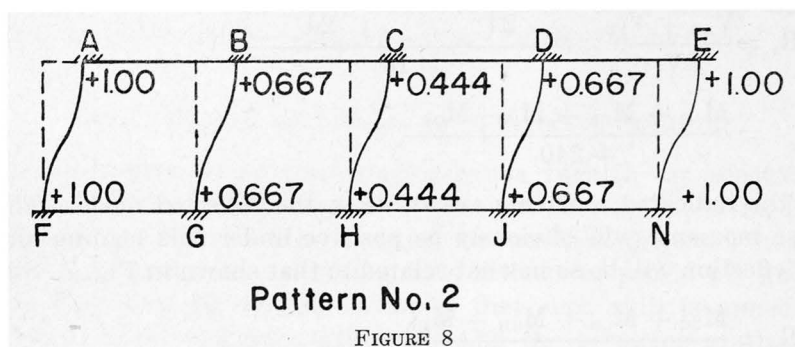 A B C D E
+1.00 +0.667 +0.444 +0.667 +1.00
+1.00 +0.667 +0.444 +0.667 +1.00
F G H J N
Pattern No. 2
FIGURE 8